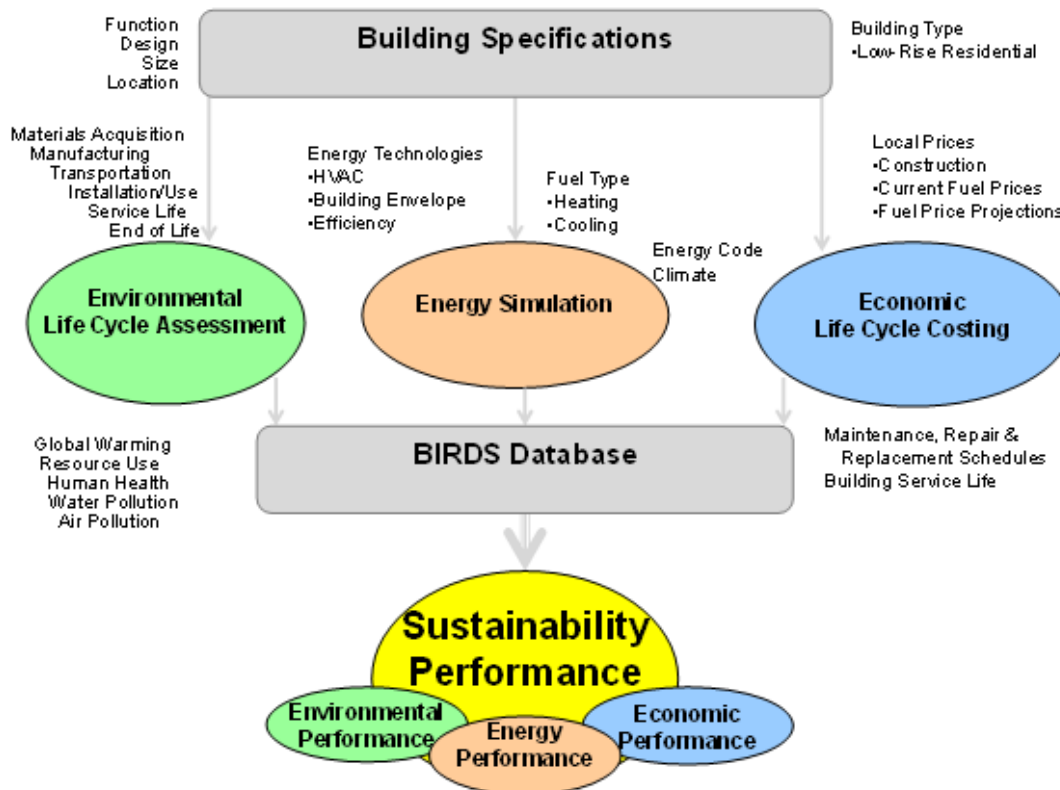 Function
Design
Size
Location
Building Specifications
Building Type
•Low-Rise Residential
Materials Acquisition
Manufacturing
Transportation
Installation/Use
Service Life
End of Life
Energy Technologies
•HVAC
•Building Envelope
•Efficiency
Fuel Type
•Heating
•Cooling
Energy Code
Climate
Local Prices
•Construction
•Current Fuel Prices
•Fuel Price Projections
Environmental
Life Cycle Assessment
Energy Simulation
Economic
Life Cycle Costing
Global Warming
Resource Use
Human Health
Water Pollution
Air Pollution
BIRDS Database
Maintenance, Repair &
Replacement Schedules
Building Service Life
Sustainability
Performance
Environmental
Performance
Energy
Performance
Economic
Performance